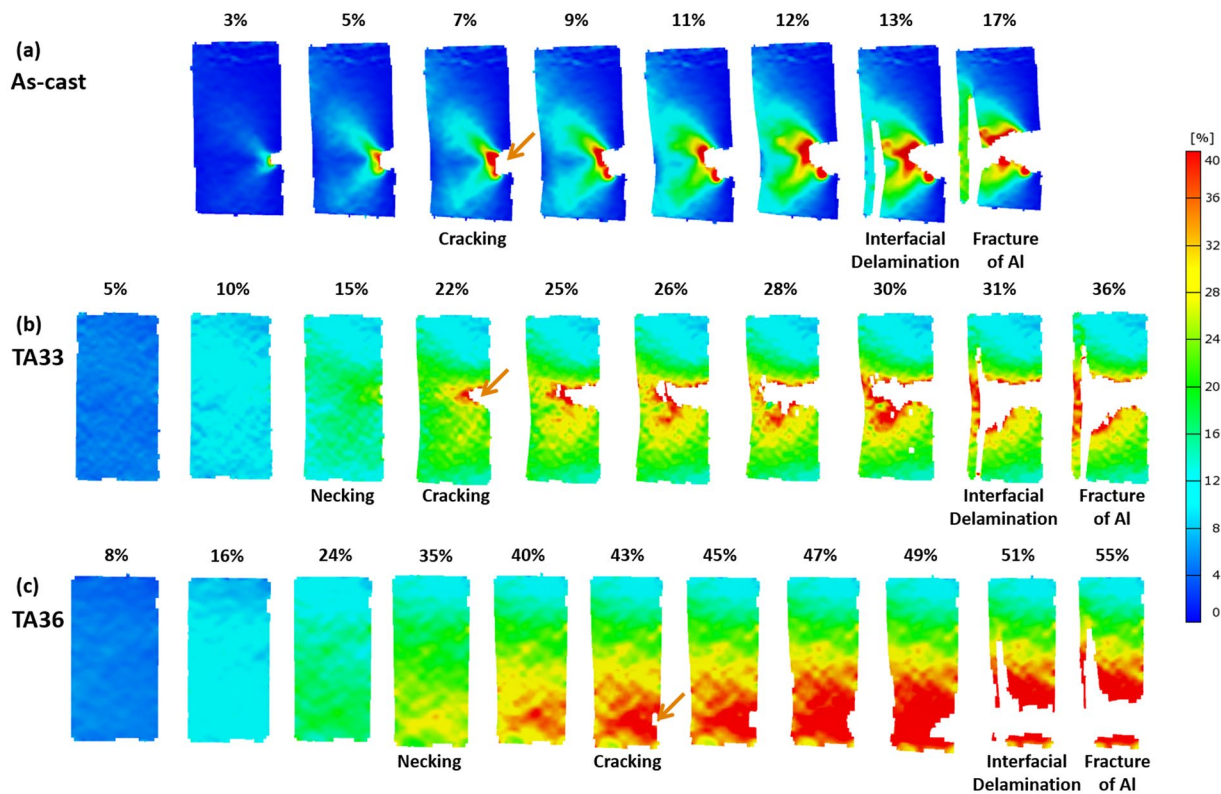 3% 5% 7% 9% 11% 12% 13% 17%
(a)
As-cast
Cracking
Interfacial
Delamination
Fracture
of Al
[%]
40
36
32
28
24
20
16
12
8
4
0
5% 10% 15% 22% 25% 26% 28% 30% 31% 36%
(b)
TA33
Necking
Cracking
Interfacial
Delamination
Fracture
of Al
8% 16% 24% 35% 40% 43% 45% 47% 49% 51% 55%
(c)
TA36
Necking
Cracking
Interfacial
Delamination
Fracture
of Al